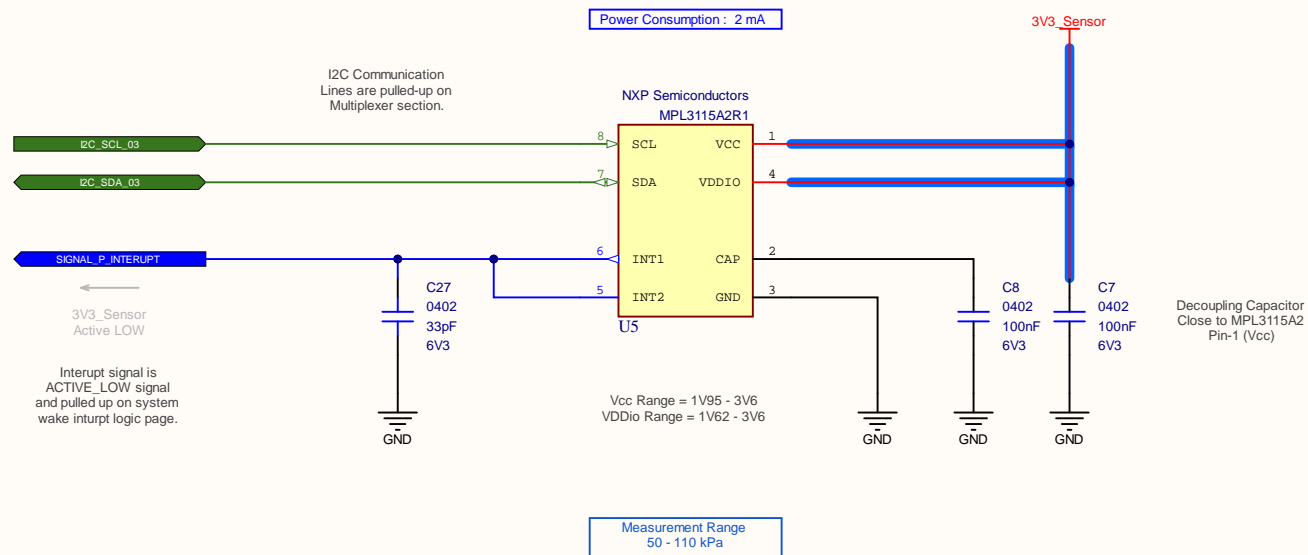 Power Consumption : 2 mA
3V3_Sensor
I2C Communication
Lines are pulled-up on
Multiplexer section.
NXP Semiconductors
MPL3115A2R1
I2C_SCL_03
8
SCL
VCC
1
I2C_SDA_03
7
SDA
VDDIO
4
SIGNAL_P_INTERUPT
6
INT1
CAP
2
5
INT2
GND
3
U5
C27
0402
33pF
6V3
C8
0402
100nF
6V3
C7
0402
100nF
6V3
Decoupling Capacitor
Close to MPL3115A2
Pin-1 (Vcc)
3V3_Sensor
Active LOW
Interupt signal is
ACTIVE_LOW signal
and pulled up on system
wake inturpt logic page.
Vcc Range = 1V95 - 3V6
VDDio Range = 1V62 - 3V6
GND
GND
GND
GND
Measurement Range
50 - 110 kPa